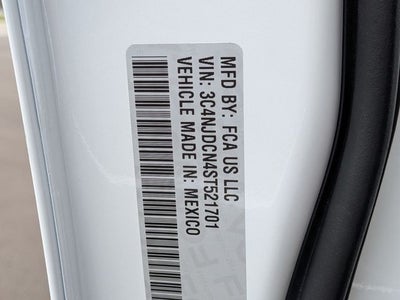 MFD BY: FCA US LLC
VIN: 3C4NJDCN4ST521701
VEHICLE MADE IN: MEXICO